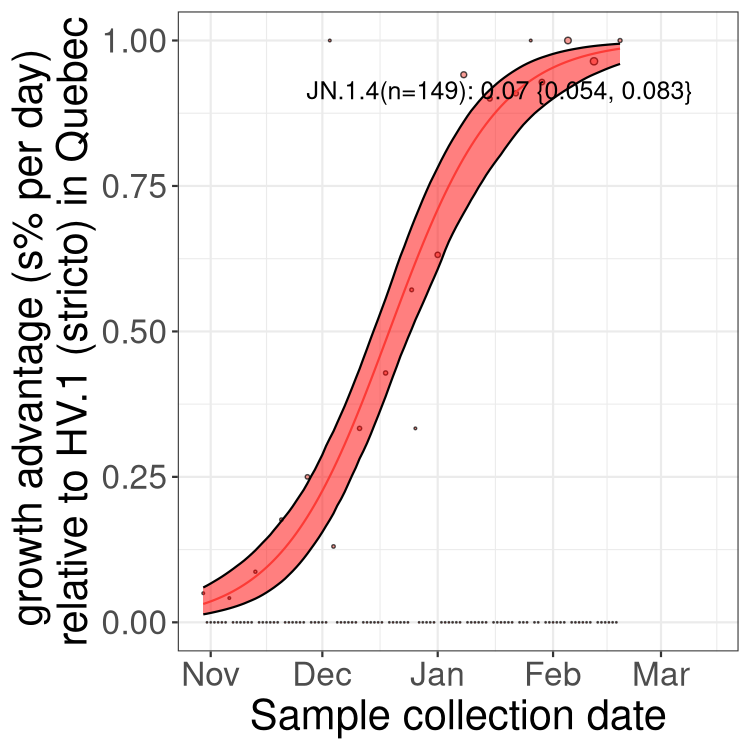 growth advantage (s% per day)
relative to HV.1 (stricto) in Quebec
1.00
JN.1.4(n=149): 0.07 {0.054, 0.083}
0.75
0.50
0.25
0.00
Nov Dec Jan Feb Mar
Sample collection date